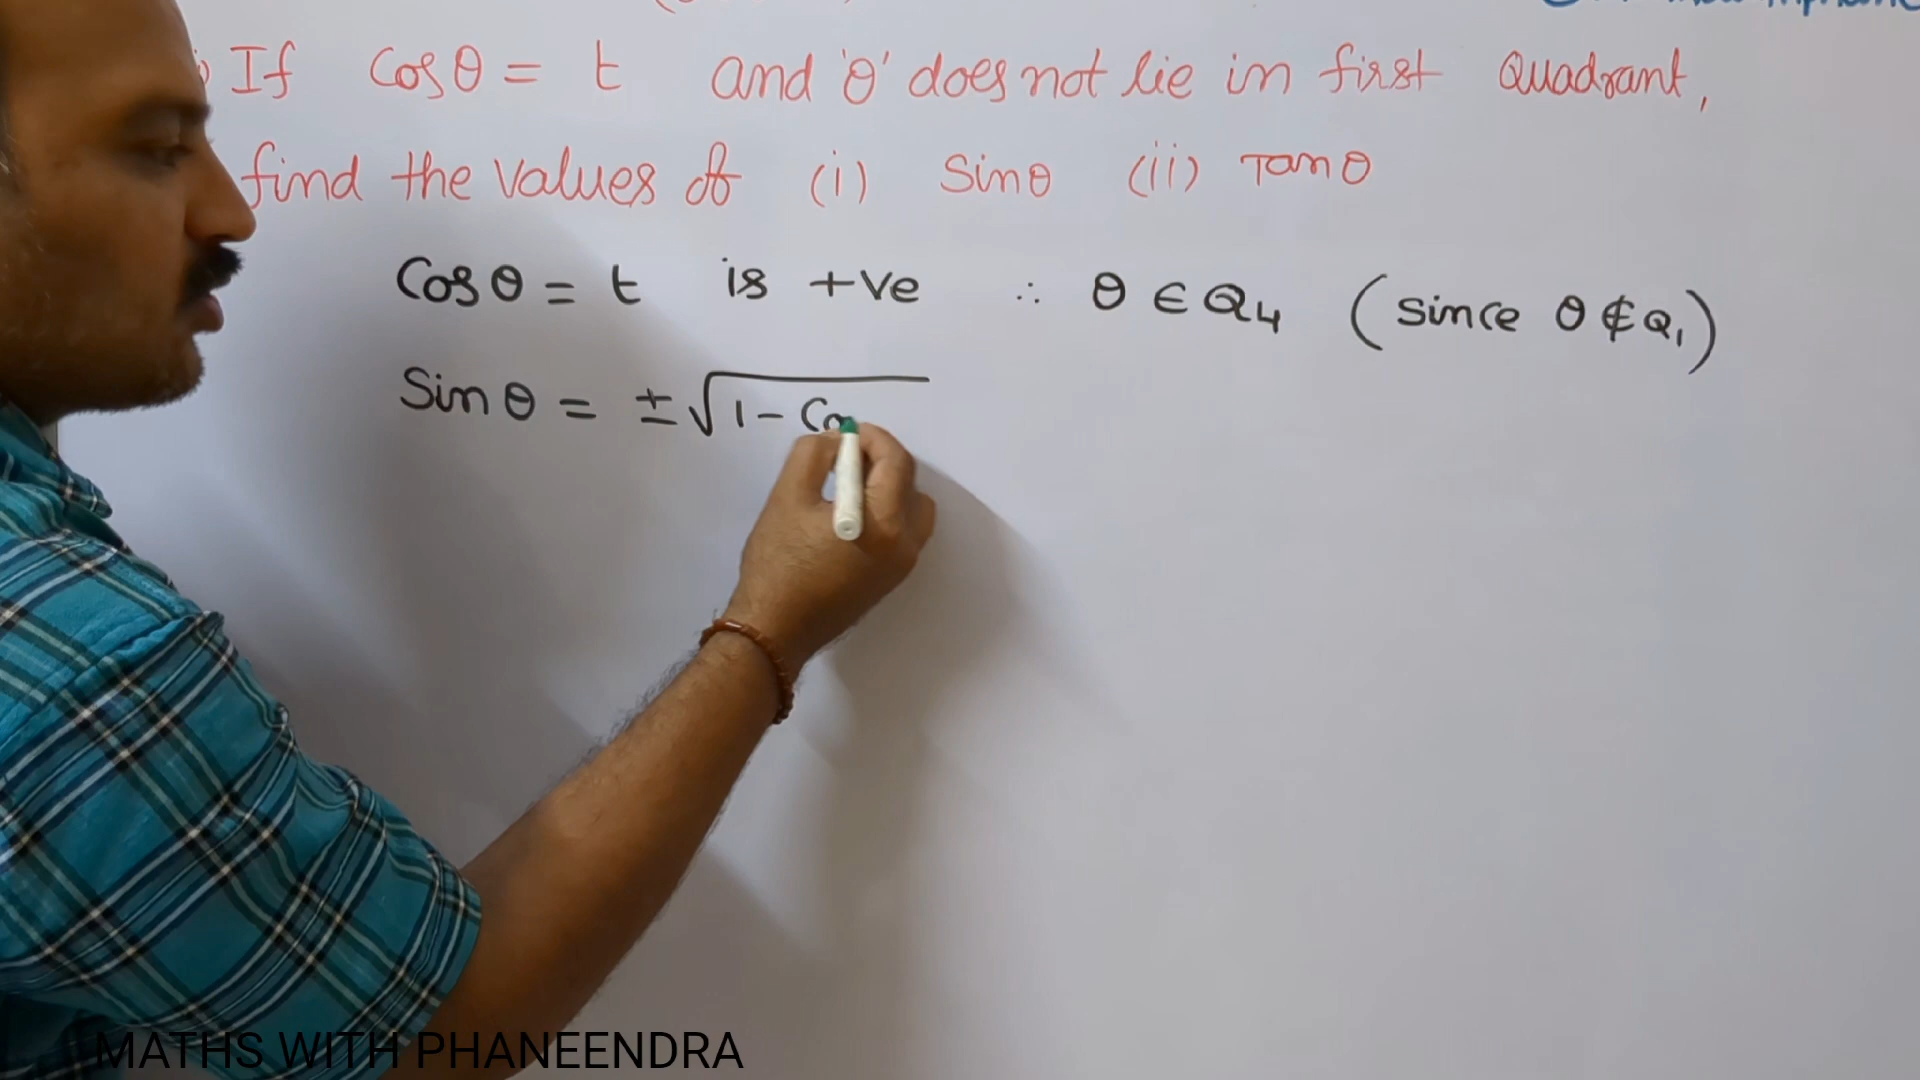 If Cosθ = t and 'θ' does not lie in first Quadrant,
find the values of (i) Sinθ (ii) Tanθ
Cosθ = t is +ve ∴ θ ∈ Q₄ (since θ ∉ Q₁)
Sinθ = ±√1 - Co
MATHS WITH PHANEENDRA